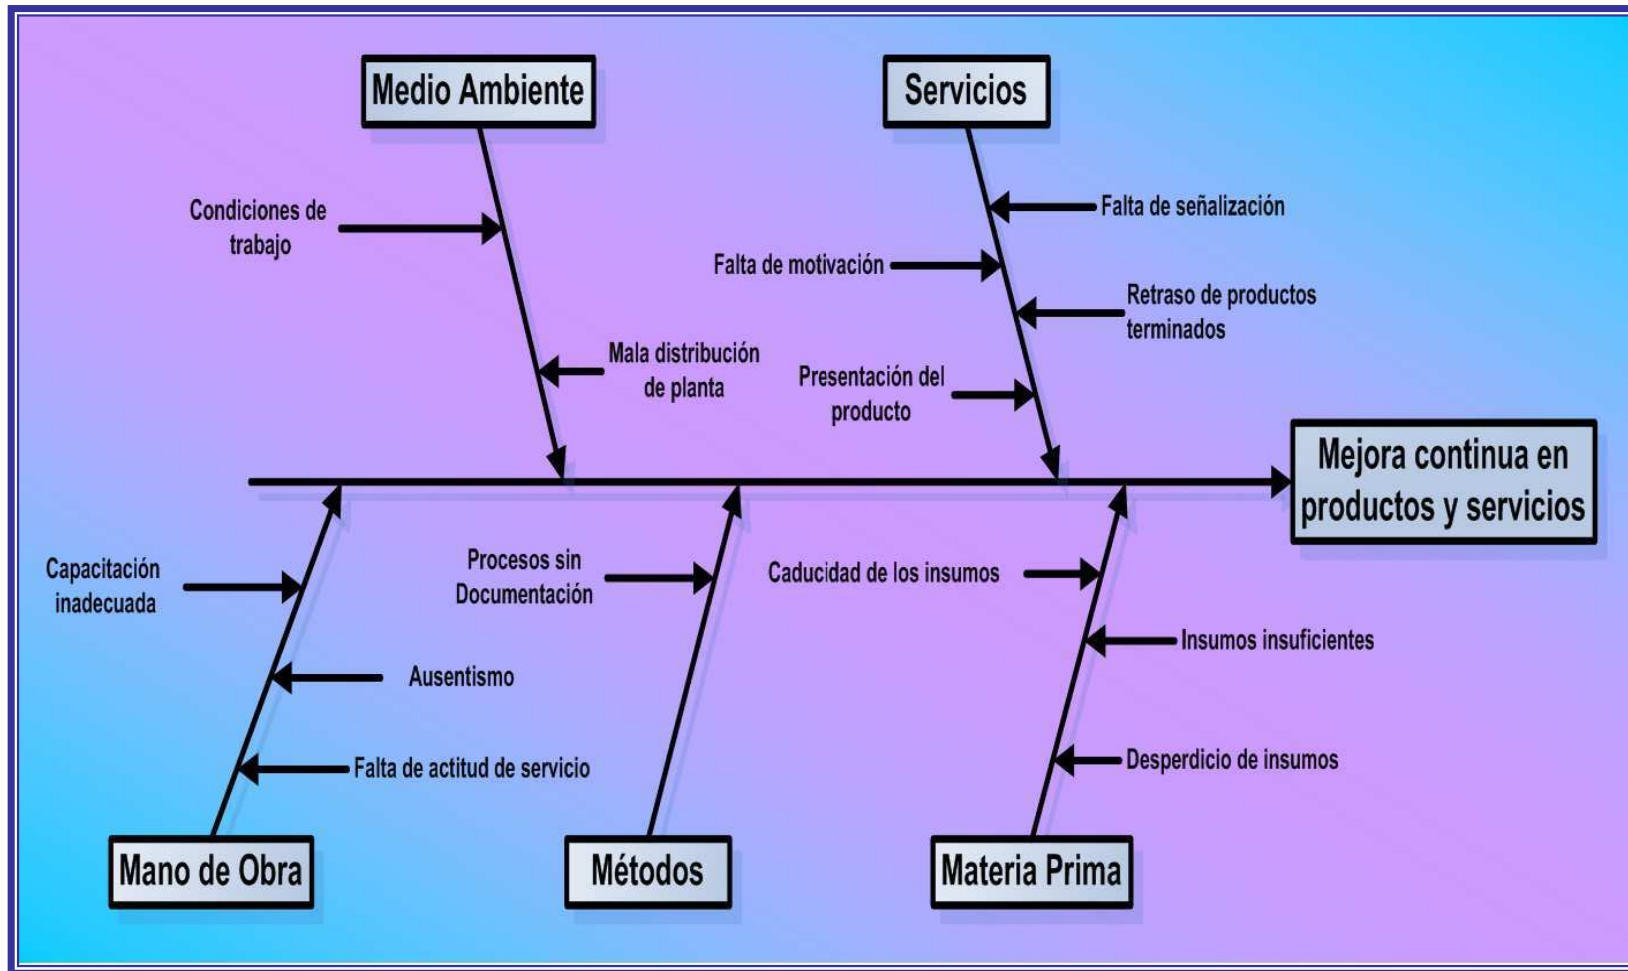 Medio Ambiente
Servicios
Condiciones de
trabajo
Falta de señalización
Falta de motivación
Retraso de productos
terminados
Mala distribución
de planta
Presentación del
producto
Mejora continua en
productos y servicios
Capacitación
inadecuada
Procesos sin
Documentación
Caducidad de los insumos
Insumos insuficientes
Ausentismo
Falta de actitud de servicio
Desperdicio de insumos
Mano de Obra
Métodos
Materia Prima